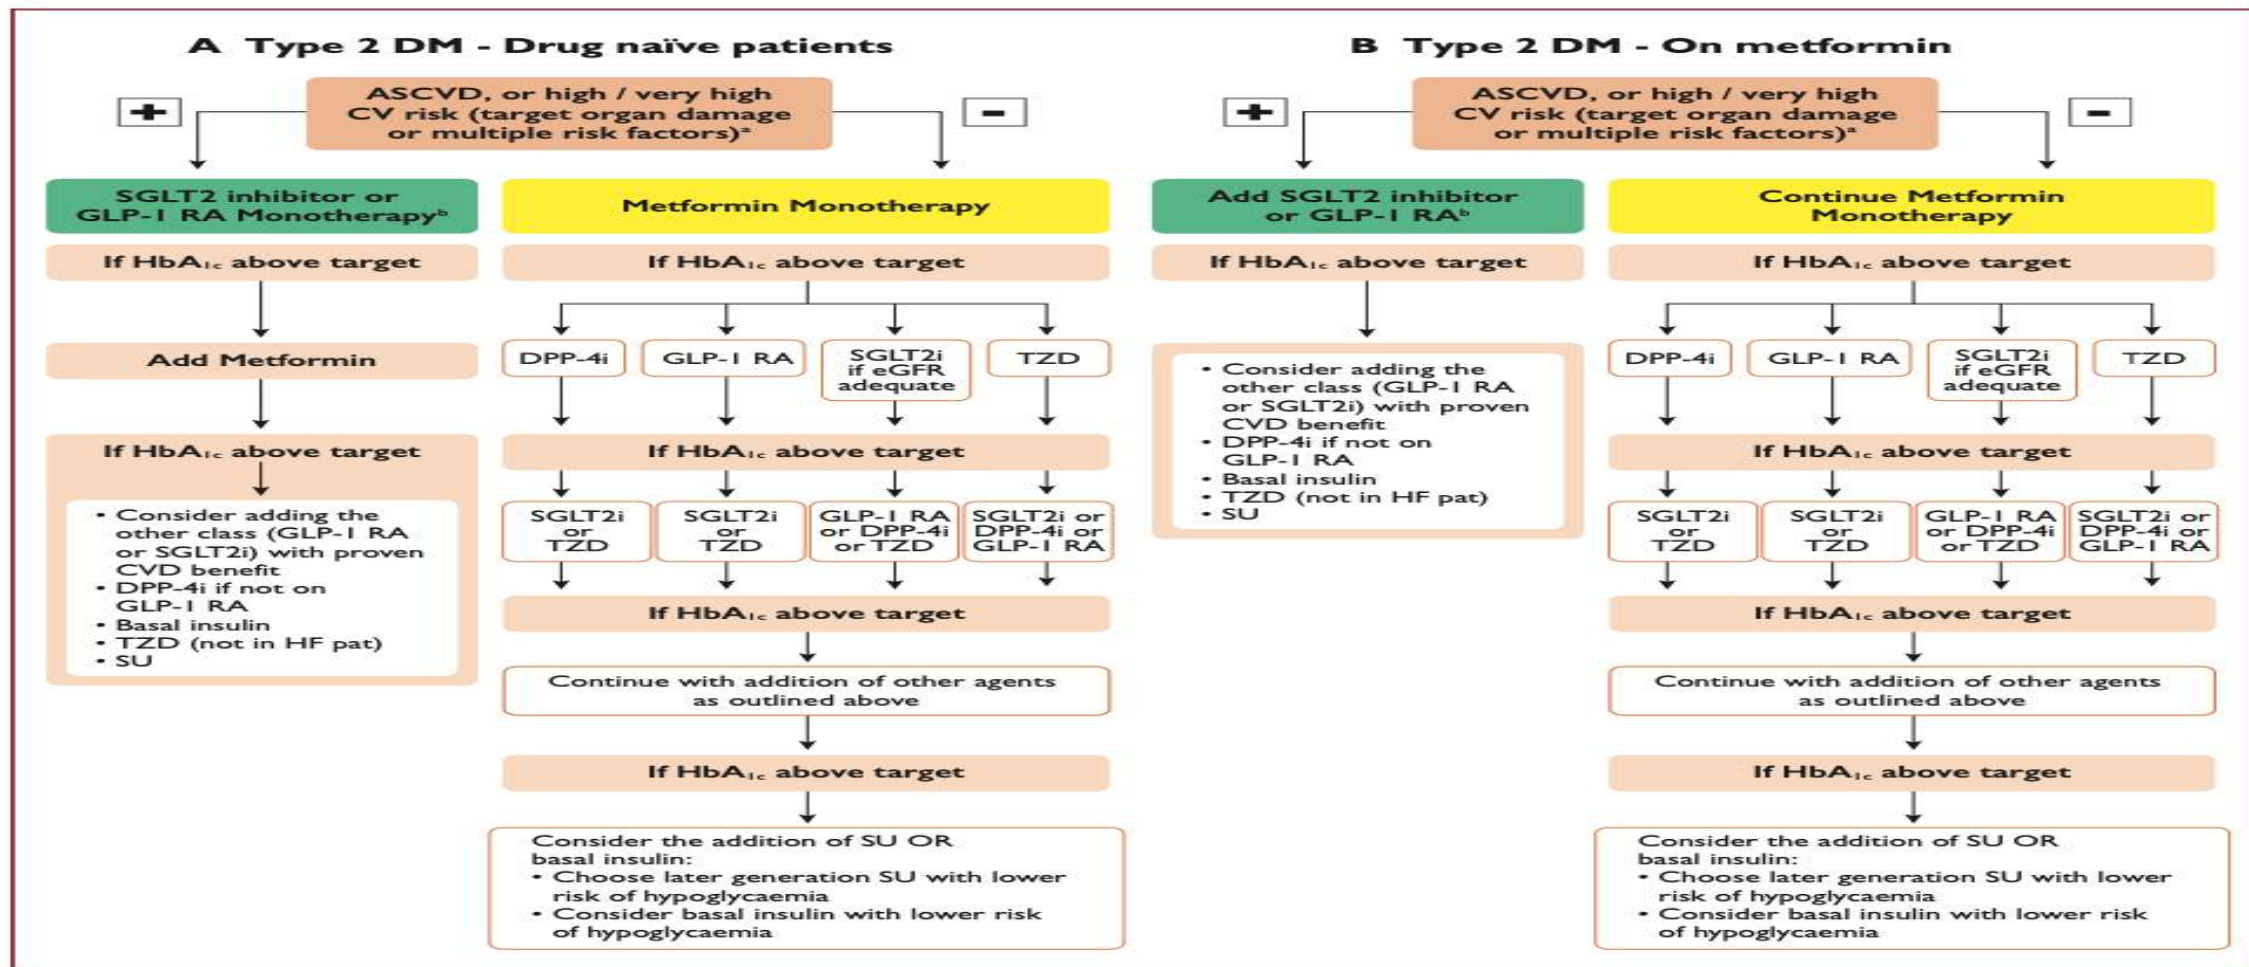 A Type 2 DM - Drug naïve patients
+
ASCVD, or high / very high
CV risk (target organ damage
or multiple risk factors)ᵃ
-
SGLT2 inhibitor or
GLP-1 RA Monotherapyᵇ
If HbA₁c above target
Add Metformin
If HbA₁c above target
• Consider adding the
other class (GLP-1 RA
or SGLT2i) with proven
CVD benefit
• DPP-4i if not on
GLP-1 RA
• Basal insulin
• TZD (not in HF pat)
• SU
Metformin Monotherapy
If HbA₁c above target
DPP-4i
GLP-1 RA
SGLT2i
if eGFR
adequate
TZD
If HbA₁c above target
SGLT2i
or
TZD
SGLT2i
or
TZD
GLP-1 RA
or DPP-4i
or TZD
SGLT2i or
DPP-4i or
GLP-1 RA
If HbA₁c above target
Continue with addition of other agents
as outlined above
If HbA₁c above target
Consider the addition of SU OR
basal insulin:
• Choose later generation SU with lower
risk of hypoglycaemia
• Consider basal insulin with lower risk
of hypoglycaemia
B Type 2 DM - On metformin
+
ASCVD, or high / very high
CV risk (target organ damage
or multiple risk factors)ᵃ
-
Add SGLT2 inhibitor
or GLP-1 RAᵇ
If HbA₁c above target
• Consider adding the
other class (GLP-1 RA
or SGLT2i) with proven
CVD benefit
• DPP-4i if not on
GLP-1 RA
• Basal insulin
• TZD (not in HF pat)
• SU
Continue Metformin
Monotherapy
If HbA₁c above target
DPP-4i
GLP-1 RA
SGLT2i
if eGFR
adequate
TZD
If HbA₁c above target
SGLT2i
or
TZD
SGLT2i
or
TZD
GLP-1 RA
or DPP-4i
or TZD
SGLT2i or
DPP-4i or
GLP-1 RA
If HbA₁c above target
Continue with addition of other agents
as outlined above
If HbA₁c above target
Consider the addition of SU OR
basal insulin:
• Choose later generation SU with lower
risk of hypoglycaemia
• Consider basal insulin with lower risk
of hypoglycaemia